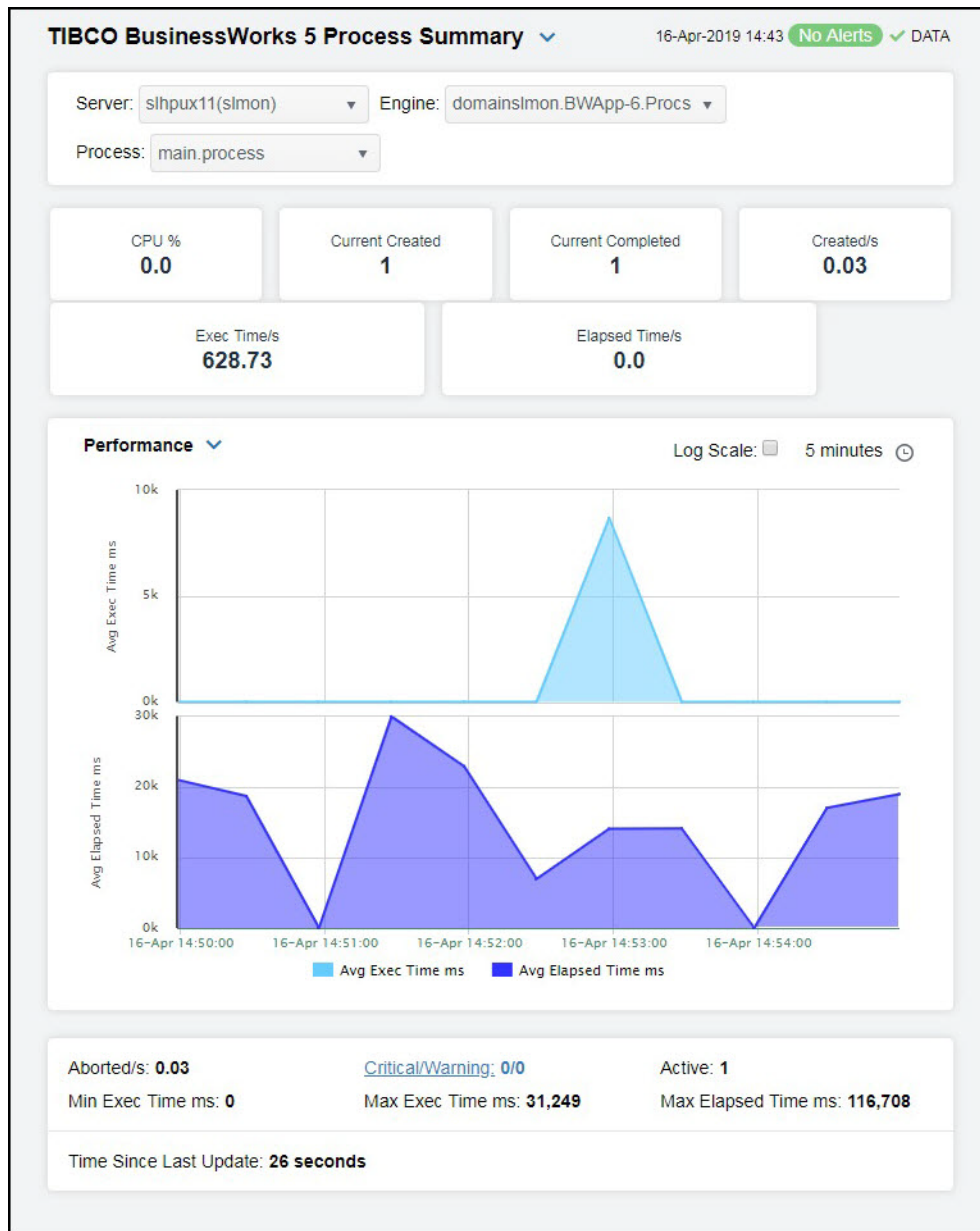 TIBCO BusinessWorks 5 Process Summary 16-Apr-2019 14:43 No Alerts DATA
Server: slhpux11(slmon) Engine: domainslmon.BWApp-6.Procs
Process: main.process
CPU % Current Created Current Completed Created/s
0.0 1 1 0.03
Exec Time/s Elapsed Time/s
628.73 0.0
Performance Log Scale: 5 minutes
10k
Avg Exec Time ms
5k
0k
30k
Avg Elapsed Time ms
20k
10k
0k
16-Apr 14:50:00 16-Apr 14:51:00 16-Apr 14:52:00 16-Apr 14:53:00 16-Apr 14:54:00
Avg Exec Time ms Avg Elapsed Time ms
Aborted/s: 0.03 Critical/Warning: 0/0 Active: 1
Min Exec Time ms: 0 Max Exec Time ms: 31,249 Max Elapsed Time ms: 116,708
Time Since Last Update: 26 seconds